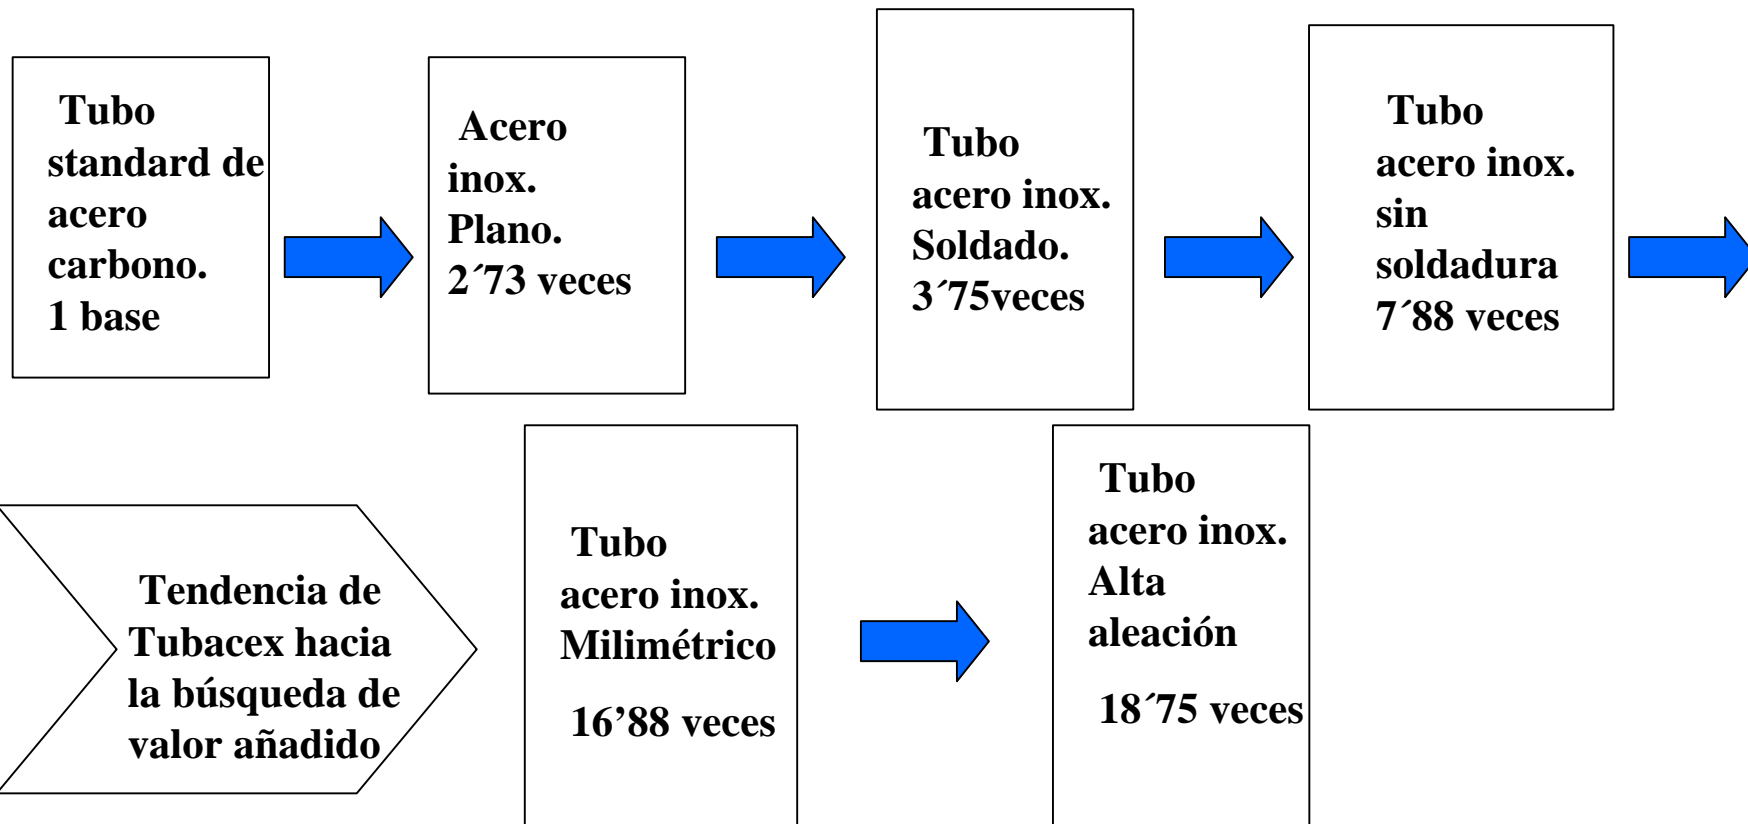 Tubo
standard de
acero
carbono.
1 base
Acero
inox.
Plano.
2´73 veces
Tubo
acero inox.
Soldado.
3´75veces
Tubo
acero inox.
sin
soldadura
7´88 veces
Tendencia de
Tubacex hacia
la búsqueda de
valor añadido
Tubo
acero inox.
Milimétrico
16’88 veces
Tubo
acero inox.
Alta
aleación
18´75 veces